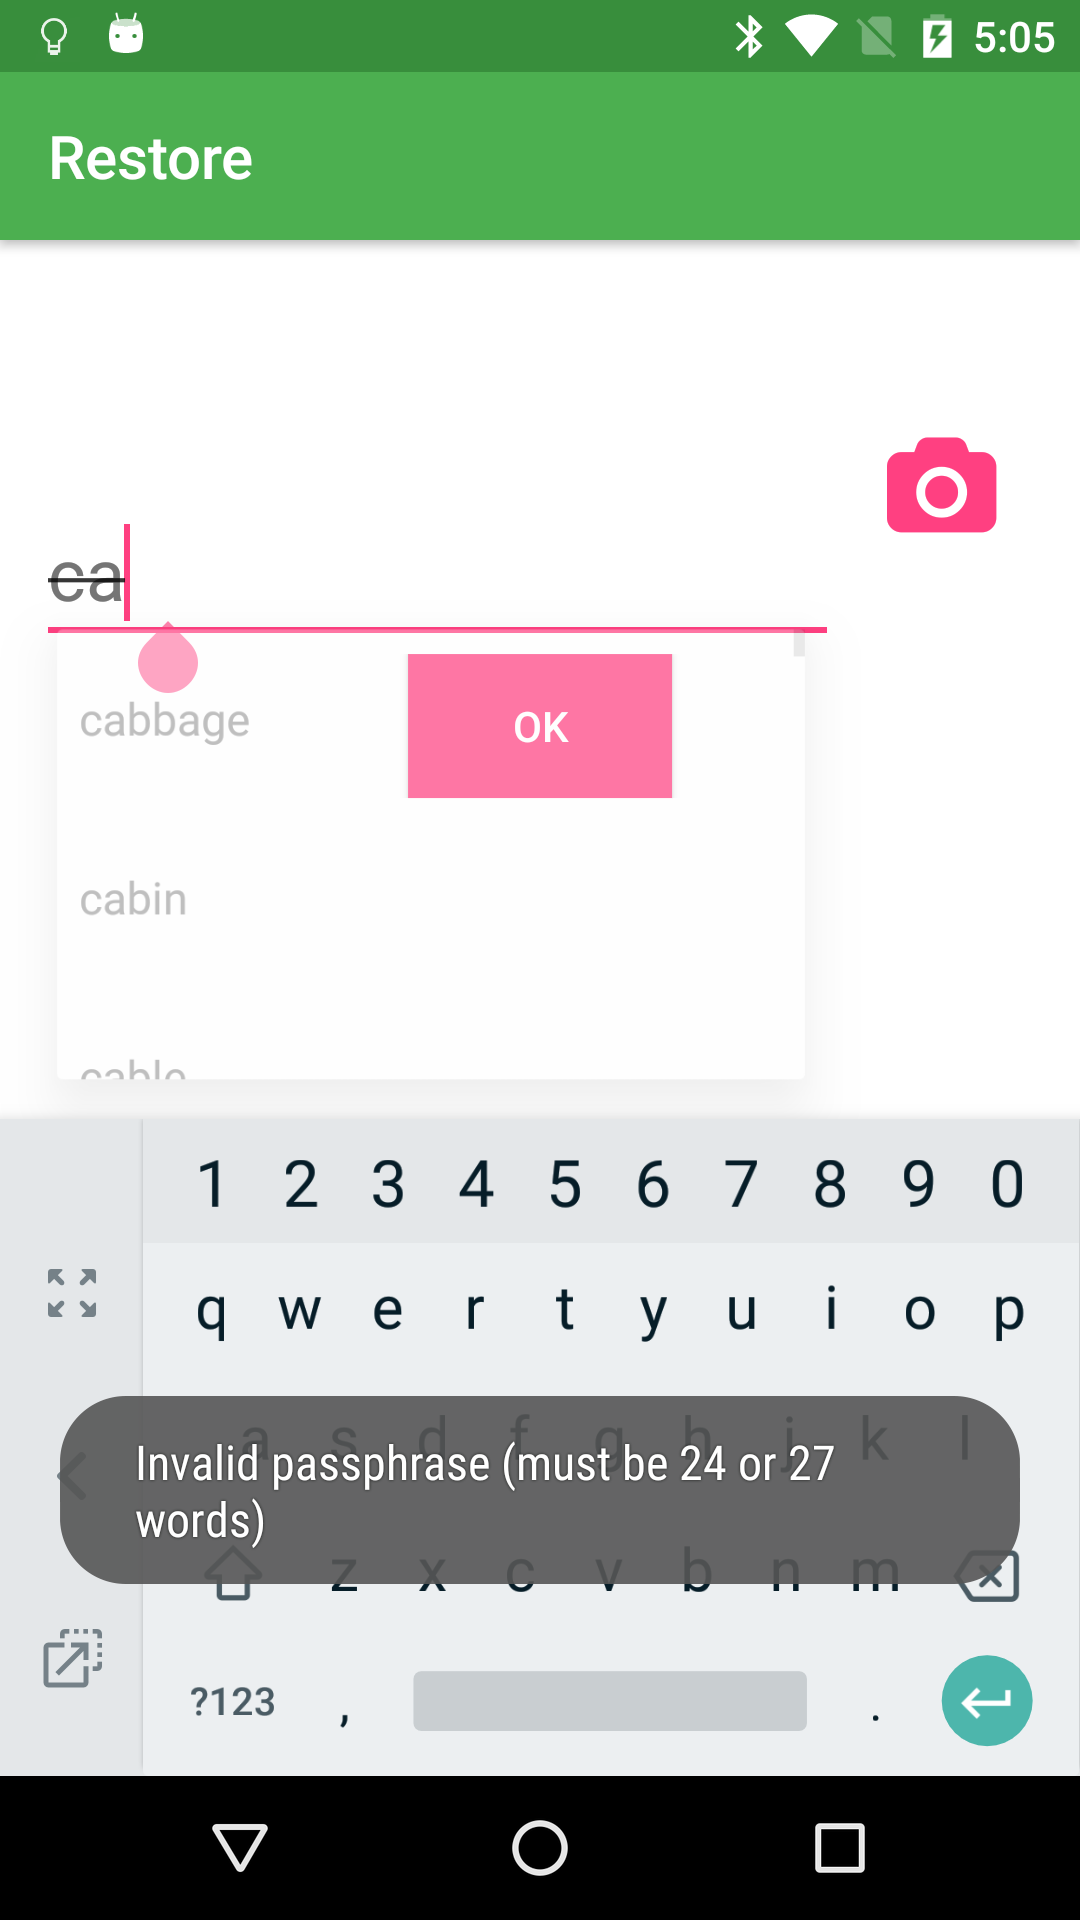 5:05
Restore
ca
cabbage
OK
cabin
cable
1 2 3 4 5 6 7 8 9 0
q w e r t y u i o p
a s d f g h j k l
Invalid passphrase (must be 24 or 27
words)
z x c v b n m
?123 , .